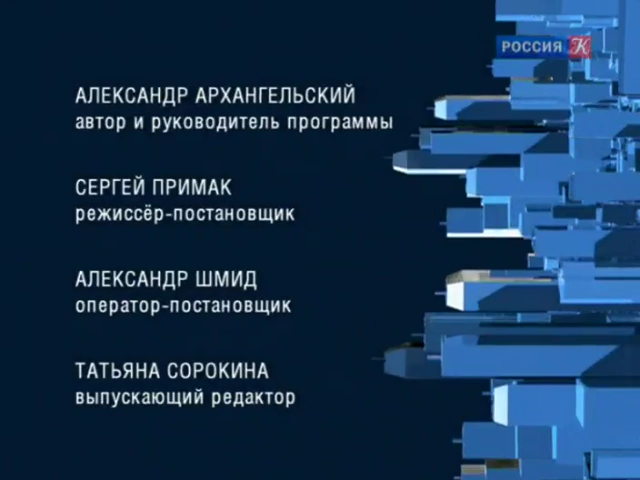 РОССИЯ К
АЛЕКСАНДР АРХАНГЕЛЬСКИЙ
автор и руководитель программы
СЕРГЕЙ ПРИМАК
режиссёр-постановщик
АЛЕКСАНДР ШМИД
оператор-постановщик
ТАТЬЯНА СОРОКИНА
выпускающий редактор